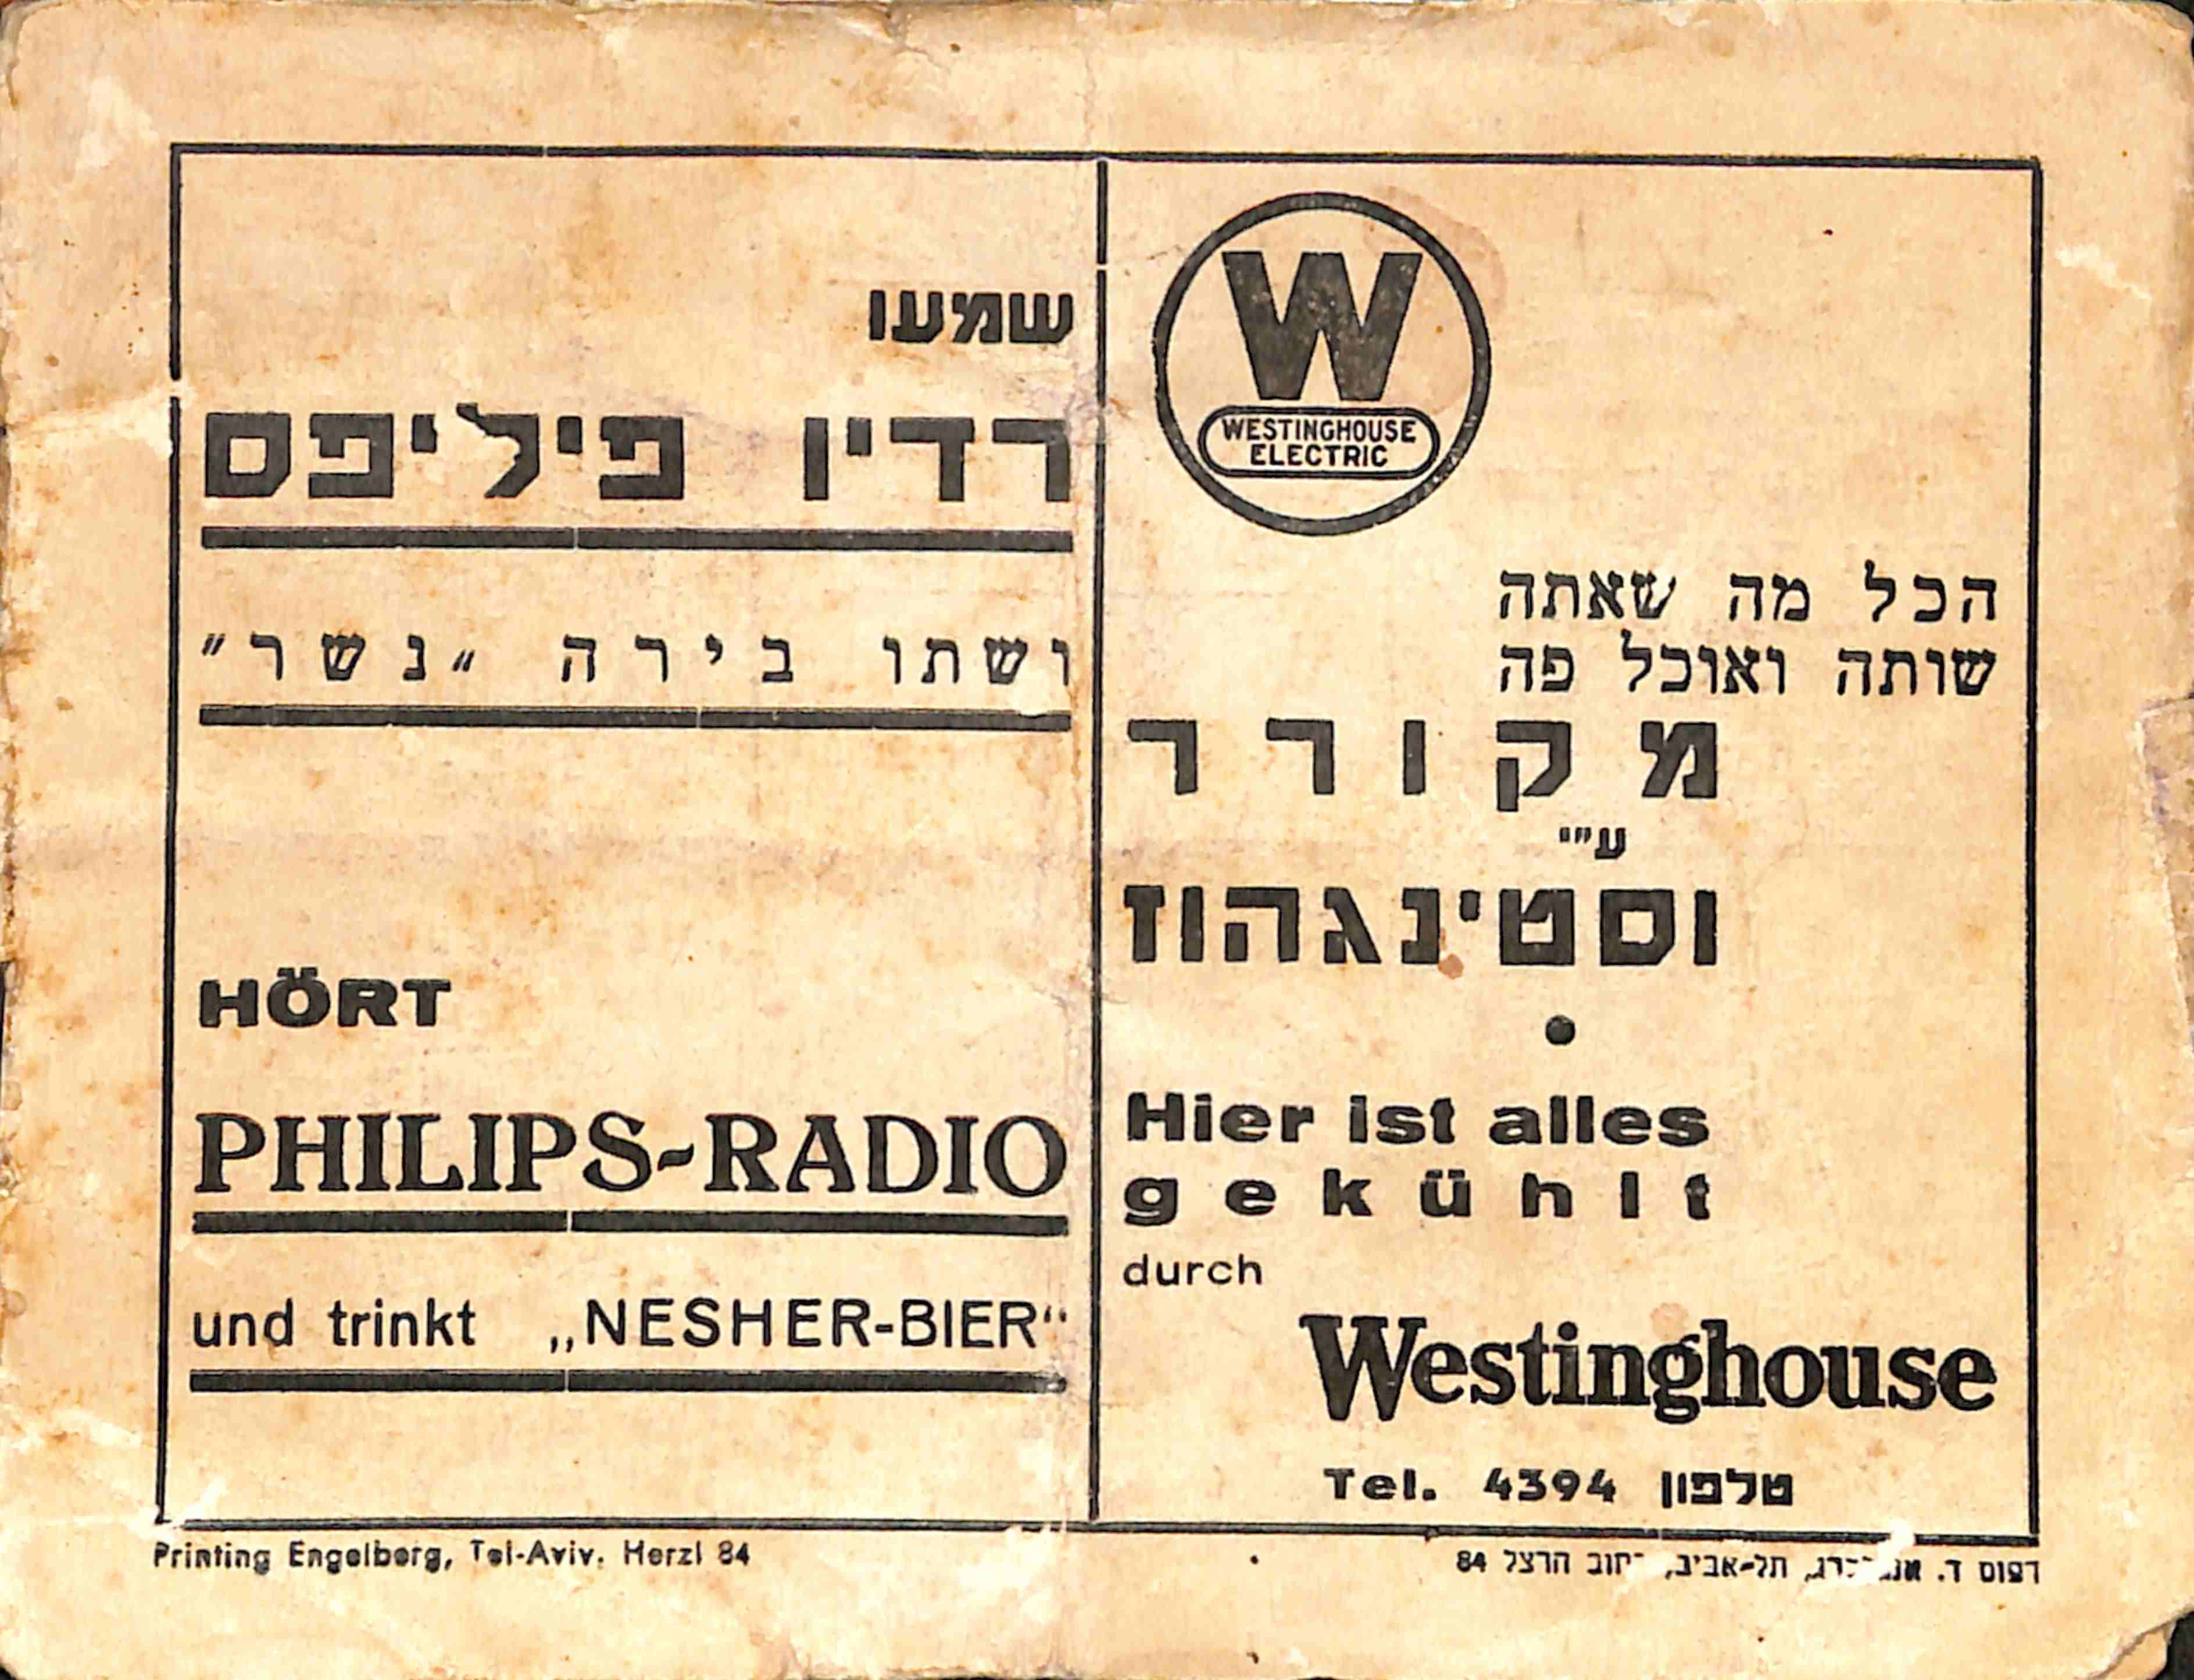 שמעו
רדיו פיליפס
ושתו בירה „נשר”
HÖRT
PHILIPS-RADIO
und trinkt „NESHER-BIER“
W
WESTINGHOUSE
ELECTRIC
הכל מה שאתה
שותה ואוכל פה
מקורר
ע"י
וסטינגהוז
•
Hier ist alles
gekühlt
durch
Westinghouse
Tel. 4394 טלפון
Printing Engelberg, Tel-Aviv. Herzl 84
דפוס ד. תל-אביב, הרצל 84